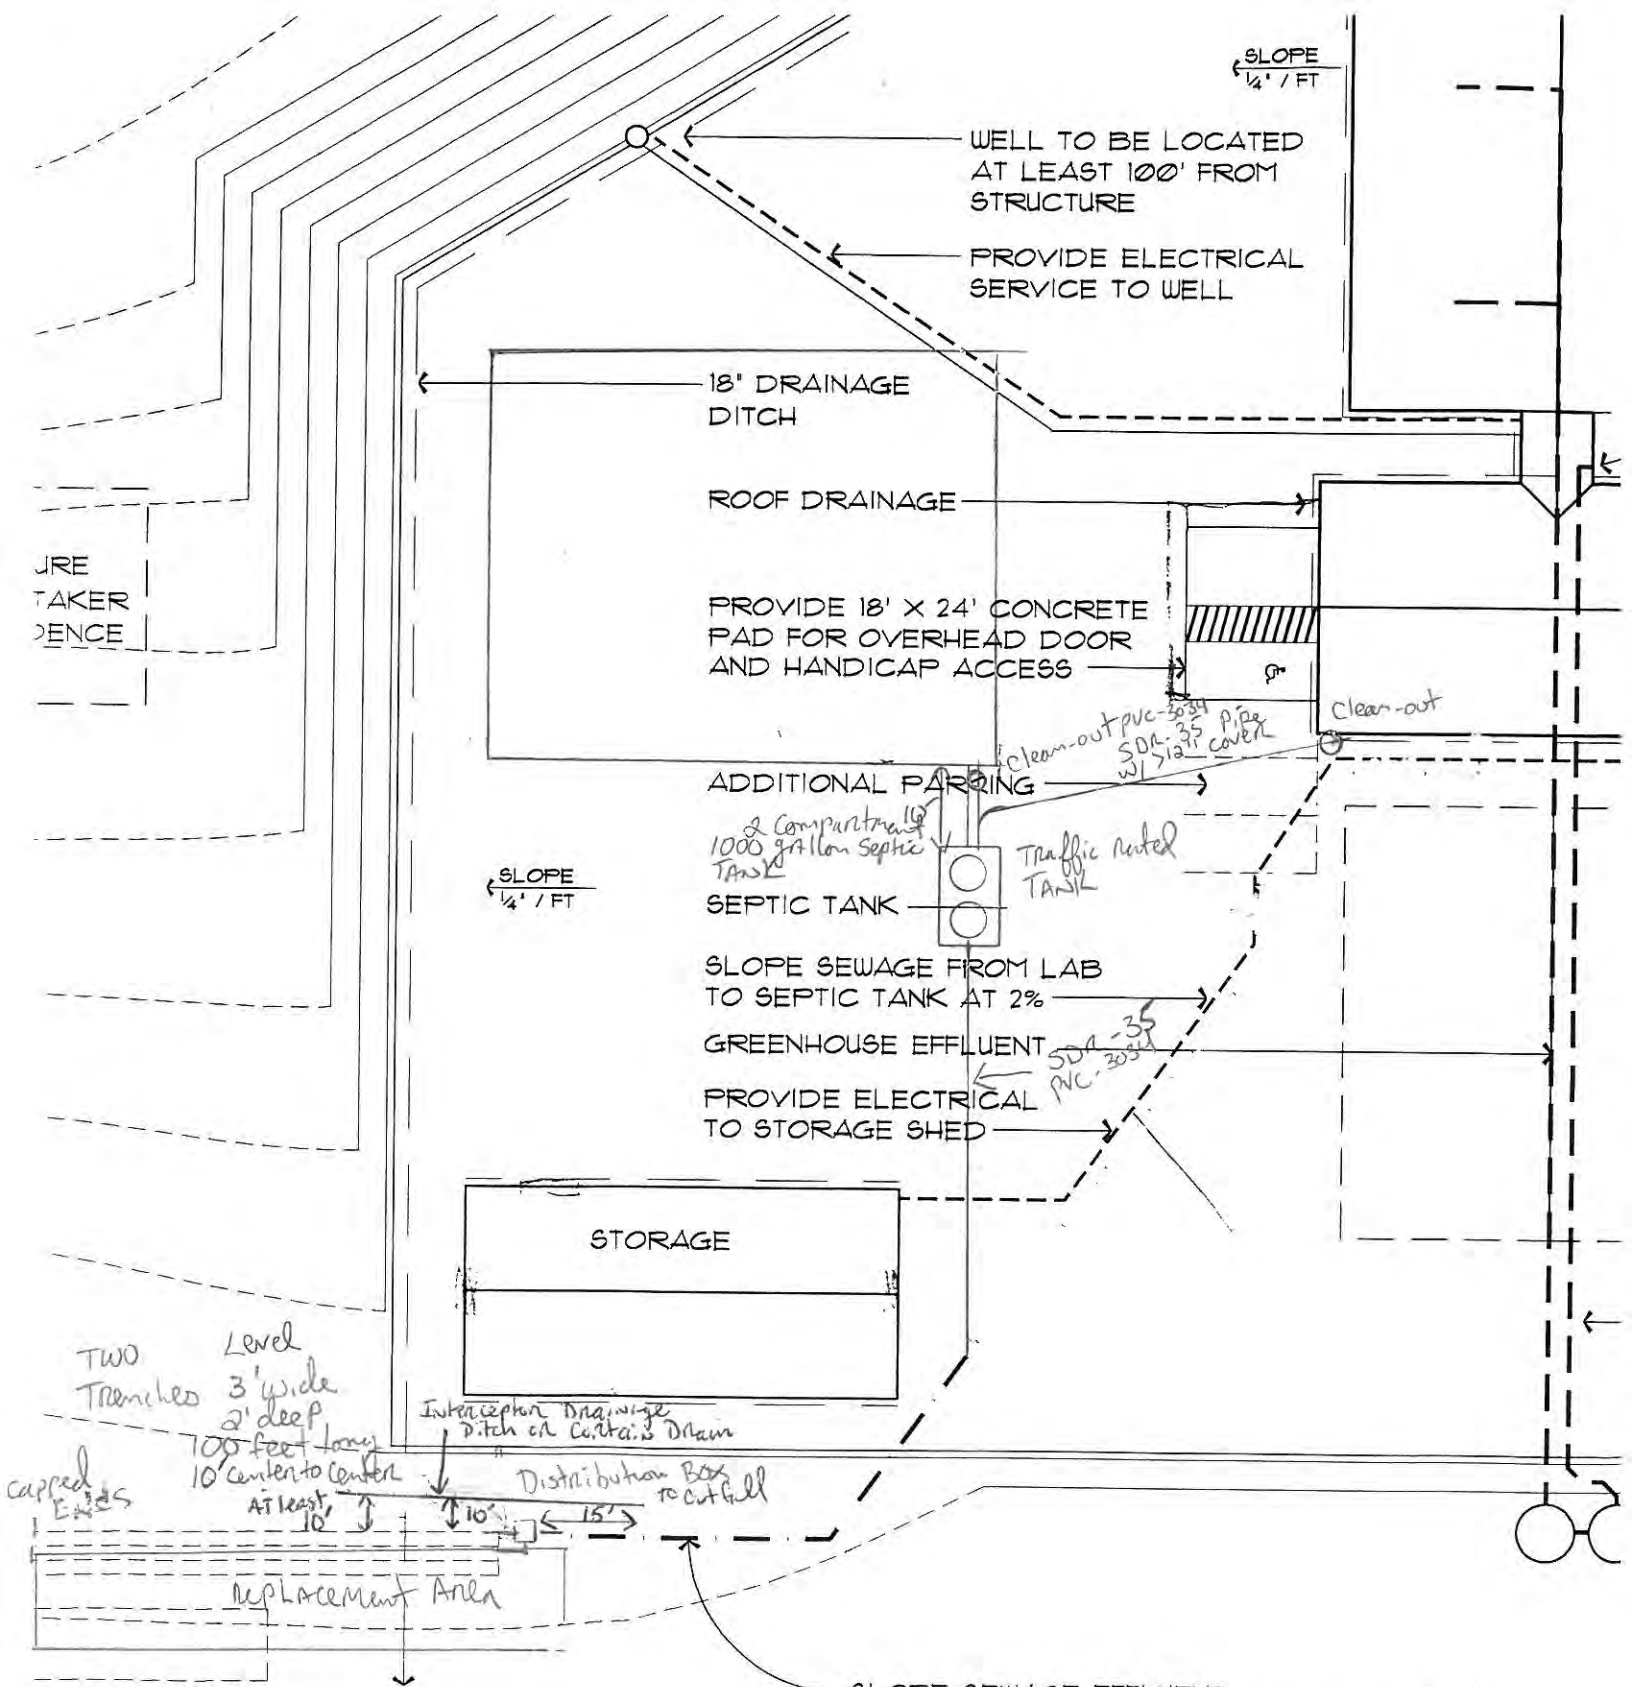 SLOPE
1/4" / FT
WELL TO BE LOCATED
AT LEAST 100' FROM
STRUCTURE
PROVIDE ELECTRICAL
SERVICE TO WELL
18" DRAINAGE
DITCH
ROOF DRAINAGE
URE
TAKER
DENCE
PROVIDE 18' X 24' CONCRETE
PAD FOR OVERHEAD DOOR
AND HANDICAP ACCESS
Clean-out
Clean-out PVC-3034
SDR-35 Pipe
w/ >12" cover
ADDITIONAL PARKING
2 Compartment
1000 gallon Septic
TANK
Traffic rated
TANK
SLOPE
1/4" / FT
SEPTIC TANK
SLOPE SEWAGE FROM LAB
TO SEPTIC TANK AT 2%
GREENHOUSE EFFLUENT
SDR-35
PVC-3034
PROVIDE ELECTRICAL
TO STORAGE SHED
STORAGE
TWO
Trenches
Level
3' wide
2' deep
100 feet long
10' center to center
Interceptor Drainage
Ditch or Curtain Drain
Capped
Ends
At least
10'
10'
Distribution Box
15'
Replacement Area
SLOPE SEWAGE EFFLUENT